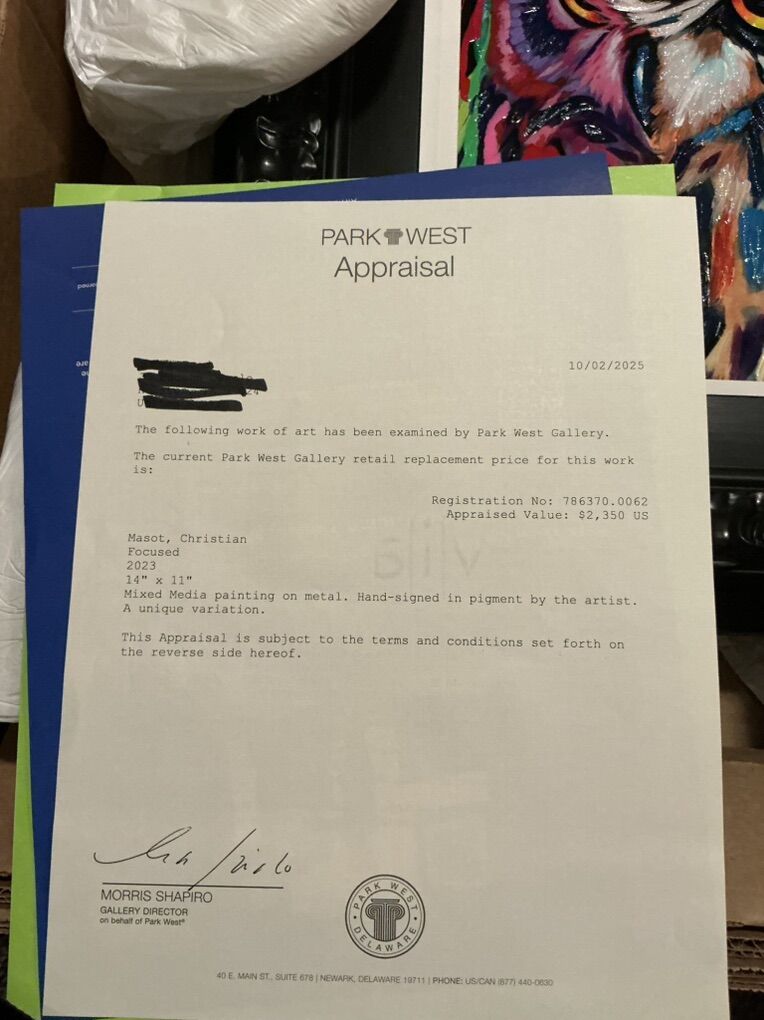 PARK WEST
Appraisal
10/02/2025
The following work of art has been examined by Park West Gallery.
The current Park West Gallery retail replacement price for this work
is:
Registration No: 786370.0062
Appraised Value: $2,350 US
Masot, Christian
Focused
2023
14" x 11"
Mixed Media painting on metal. Hand-signed in pigment by the artist.
A unique variation.
This Appraisal is subject to the terms and conditions set forth on
the reverse side hereof.
MORRIS SHAPIRO
GALLERY DIRECTOR
on behalf of Park West®
PARK WEST
DELAWARE
40 E. MAIN ST., SUITE 678 | NEWARK, DELAWARE 19711 | PHONE: US/CAN (877) 440-0630